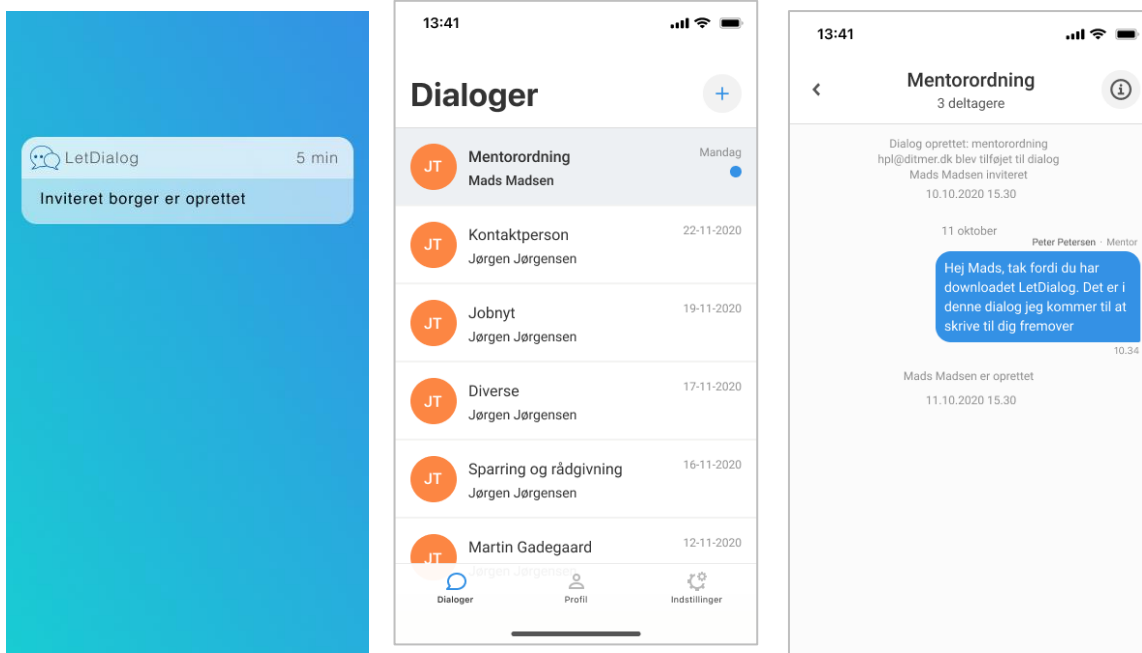 LetDialog 5 min
Inviteret borger er oprettet
13:41
Dialoger
+
JT
Mentorordning
Mandag
Mads Madsen
JT
Kontaktperson
22-11-2020
Jørgen Jørgensen
JT
Jobnyt
19-11-2020
Jørgen Jørgensen
JT
Diverse
17-11-2020
Jørgen Jørgensen
JT
Sparring og rådgivning
16-11-2020
Jørgen Jørgensen
JT
Martin Gadegaard
12-11-2020
Jørgen Jørgensen
Dialoger
Profil
Indstillinger
13:41
Mentorordning
3 deltagere
Dialog oprettet: mentorordning
hpl@ditmer.dk blev tilføjet til dialog
Mads Madsen inviteret
10.10.2020 15.30
11 oktober
Peter Petersen · Mentor
Hej Mads, tak fordi du har
downloadet LetDialog. Det er i
denne dialog jeg kommer til at
skrive til dig fremover
10.34
Mads Madsen er oprettet
11.10.2020 15.30